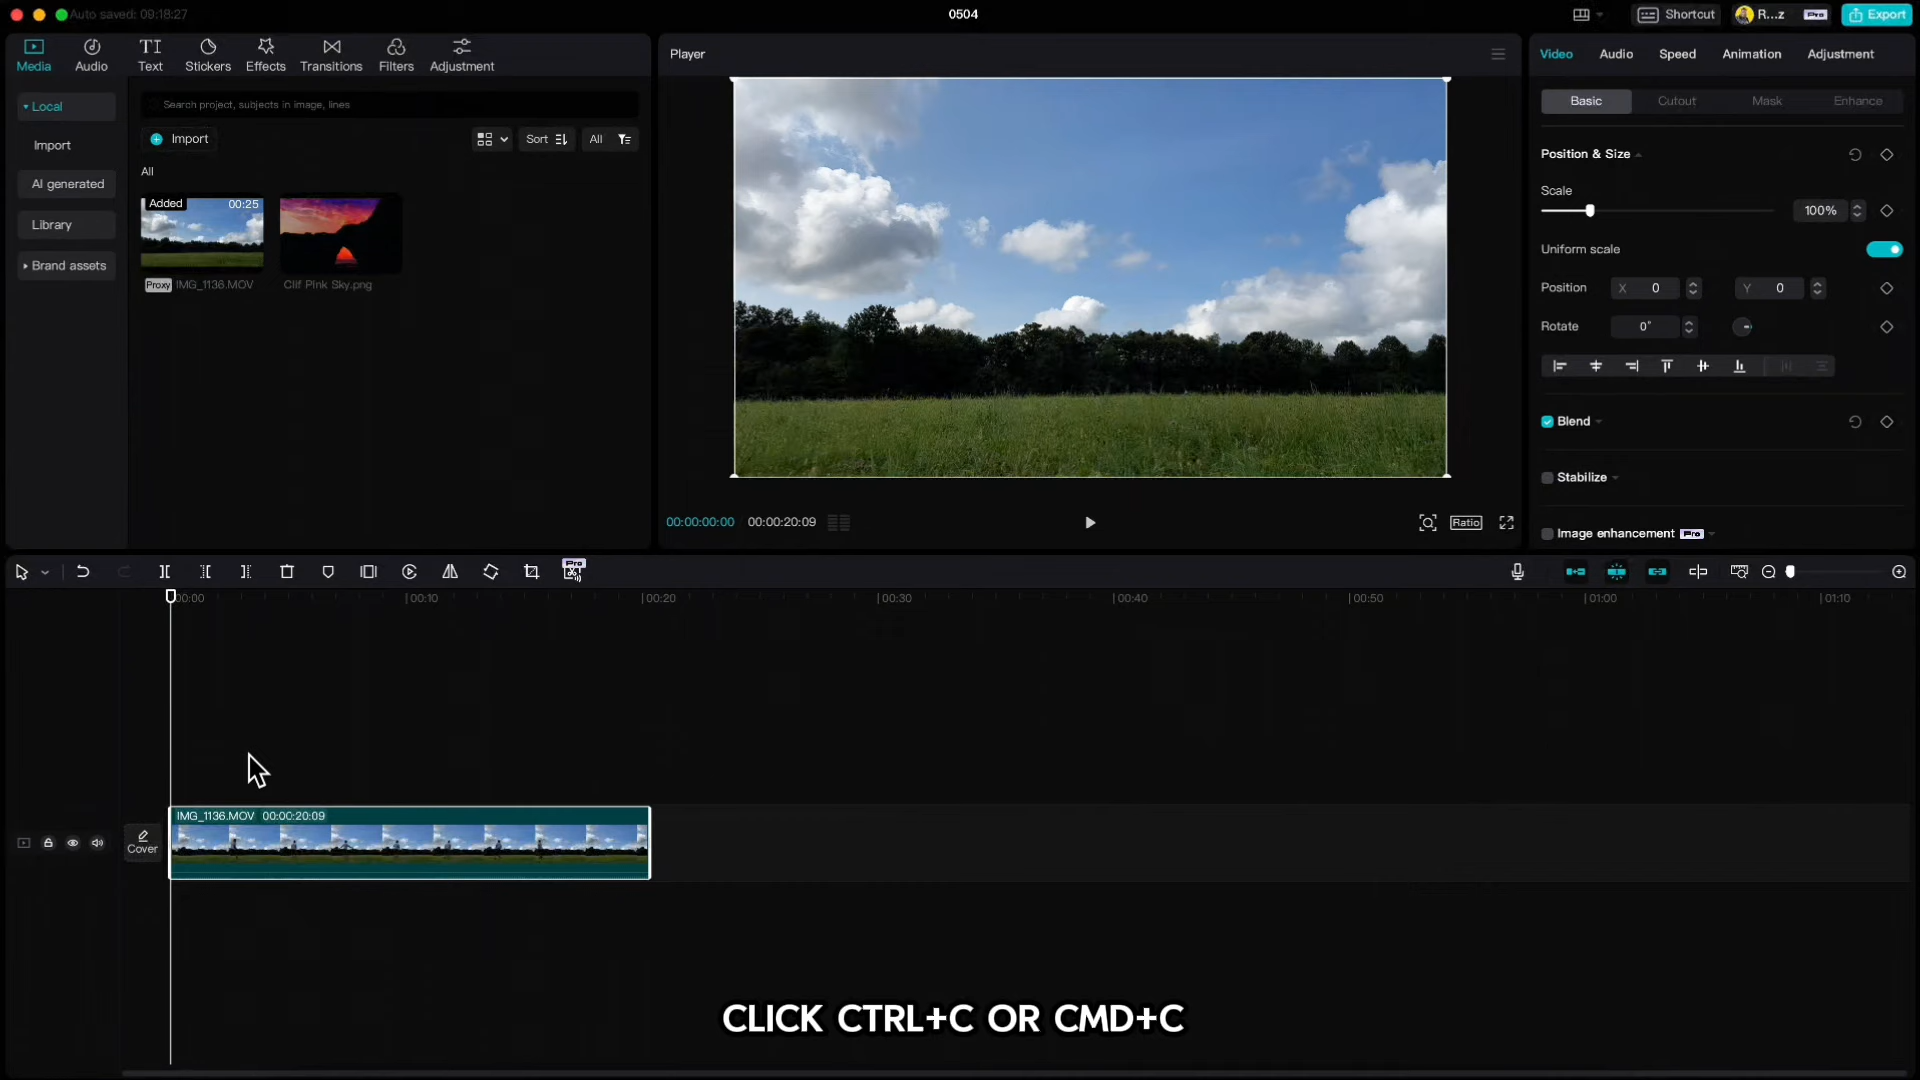 Auto saved: 09:18:27
0504
Shortcut
R...z
Pro
Export
Media
Audio
Text
Stickers
Effects
Transitions
Filters
Adjustment
Player
Video
Audio
Speed
Animation
Adjustment
Local
Import
AI generated
Library
Brand assets
Search project, subjects in image, lines
Import
Sort
All
All
Added 00:25
Proxy IMG_1136.MOV
Clif Pink Sky.png
Basic
Cutout
Mask
Enhance
Position & Size
Scale
100%
Uniform scale
Position X 0 Y 0
Rotate 0°
Blend
Stabilize
Image enhancement Pro
00:00:00:00 00:00:20:09
Ratio
Pro
00:00 00:10 00:20 00:30 00:40 00:50 01:00 01:10
IMG_1136.MOV 00:00:20:09
Cover
CLICK CTRL+C OR CMD+C